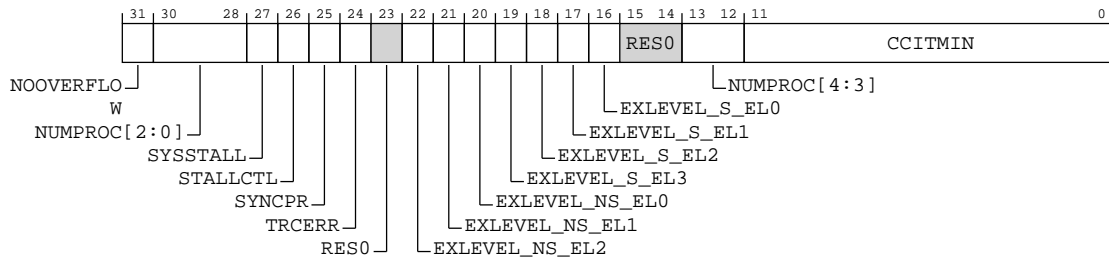 31 30 28 27 26 25 24 23 22 21 20 19 18 17 16 15 14 13 12 11 0
RES0 CCITMIN
NOOVERFLO NUMPROC[4:3]
W EXLEVEL_S_EL0
NUMPROC[2:0] EXLEVEL_S_EL1
SYSSTALL EXLEVEL_S_EL2
STALLCTL EXLEVEL_S_EL3
SYNCPR EXLEVEL_NS_EL0
TRCERR EXLEVEL_NS_EL1
RES0 EXLEVEL_NS_EL2